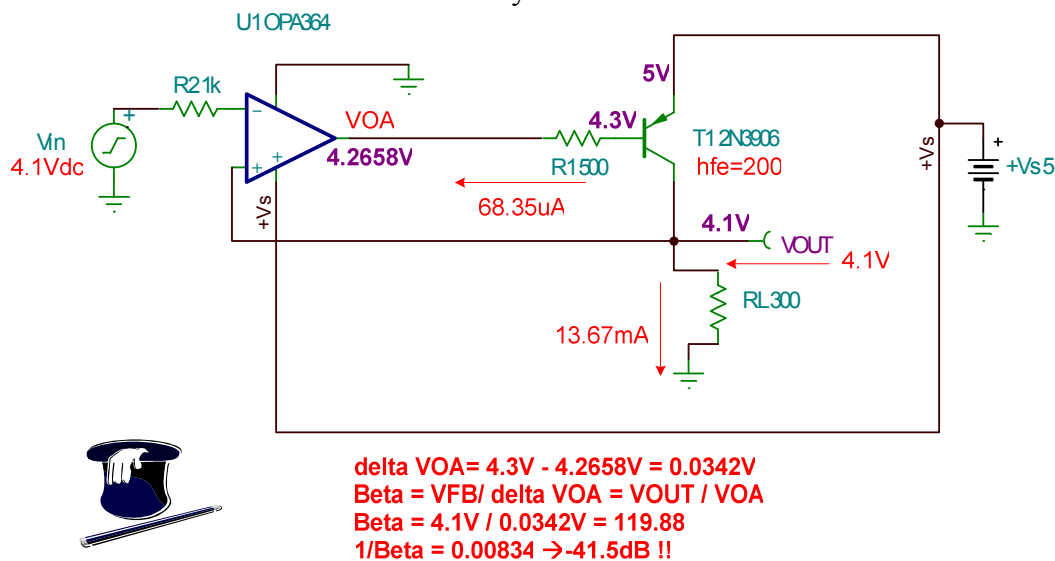 U1 OPA364
R2 1k
5V
VOA
4.3V
T1 2N3906
+
Vin
4.1Vdc
4.2658V
R1 500
hfe=200
+Vs
+
+Vs 5
68.35uA
+Vs
4.1V
VOUT
4.1V
RL 300
13.67mA
delta VOA= 4.3V - 4.2658V = 0.0342V
Beta = VFB/ delta VOA = VOUT / VOA
Beta = 4.1V / 0.0342V = 119.88
1/Beta = 0.00834 →-41.5dB !!